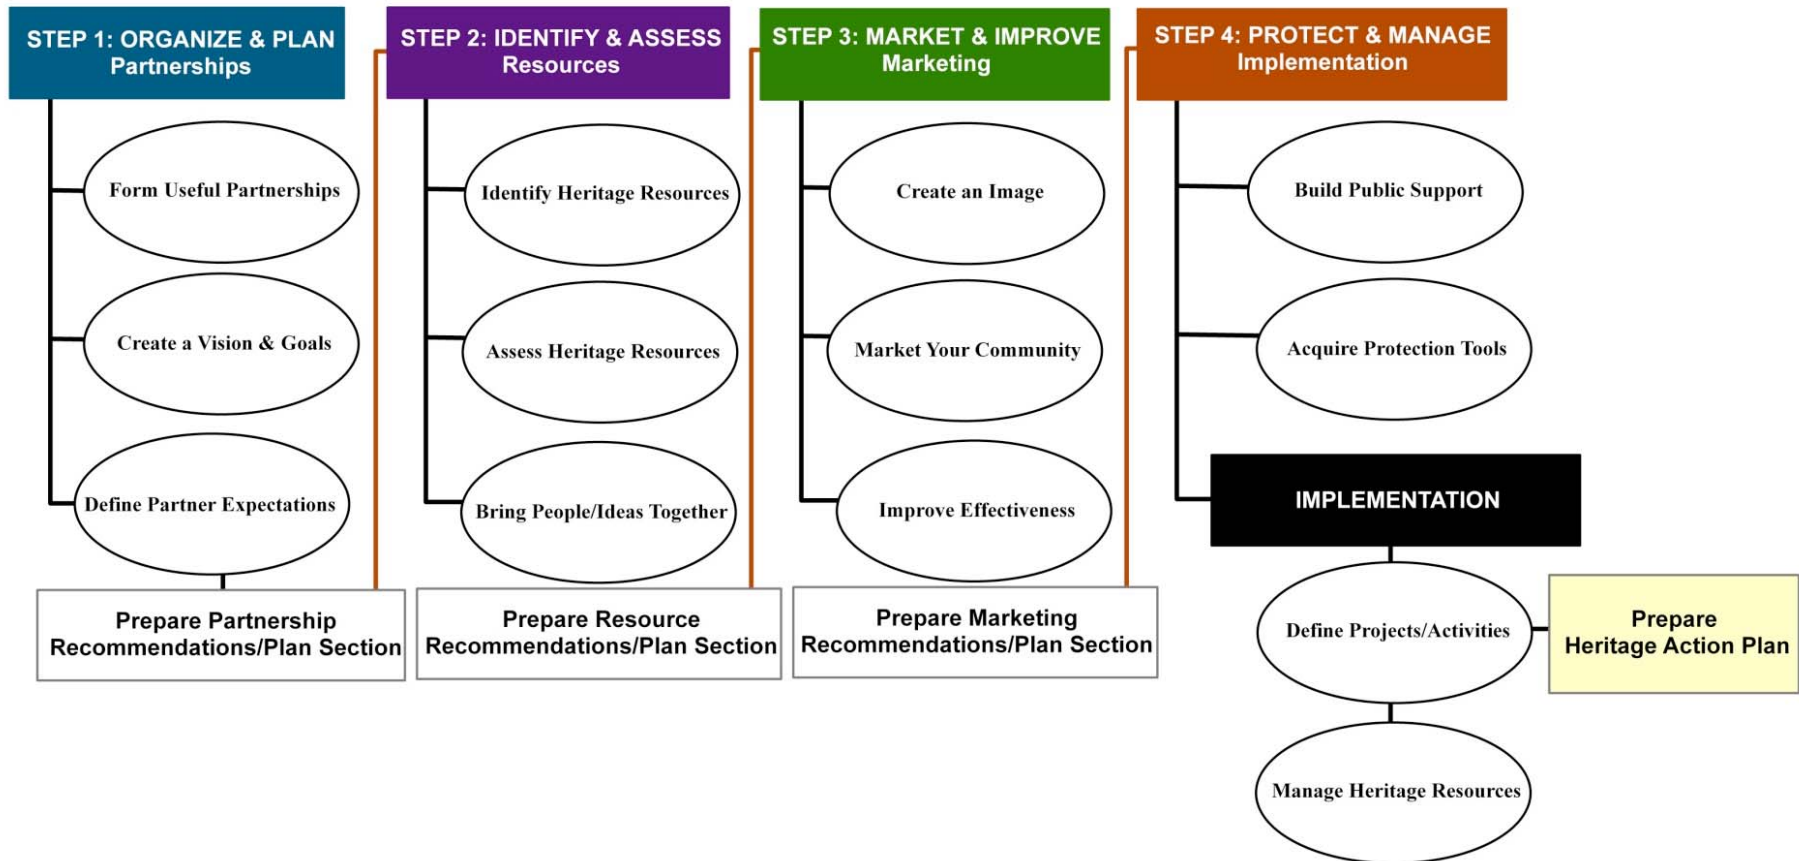 STEP 1: ORGANIZE & PLAN
Partnerships
Form Useful Partnerships
Create a Vision & Goals
Define Partner Expectations
Prepare Partnership
Recommendations/Plan Section
STEP 2: IDENTIFY & ASSESS
Resources
Identify Heritage Resources
Assess Heritage Resources
Bring People/Ideas Together
Prepare Resource
Recommendations/Plan Section
STEP 3: MARKET & IMPROVE
Marketing
Create an Image
Market Your Community
Improve Effectiveness
Prepare Marketing
Recommendations/Plan Section
STEP 4: PROTECT & MANAGE
Implementation
Build Public Support
Acquire Protection Tools
IMPLEMENTATION
Define Projects/Activities
Prepare
Heritage Action Plan
Manage Heritage Resources